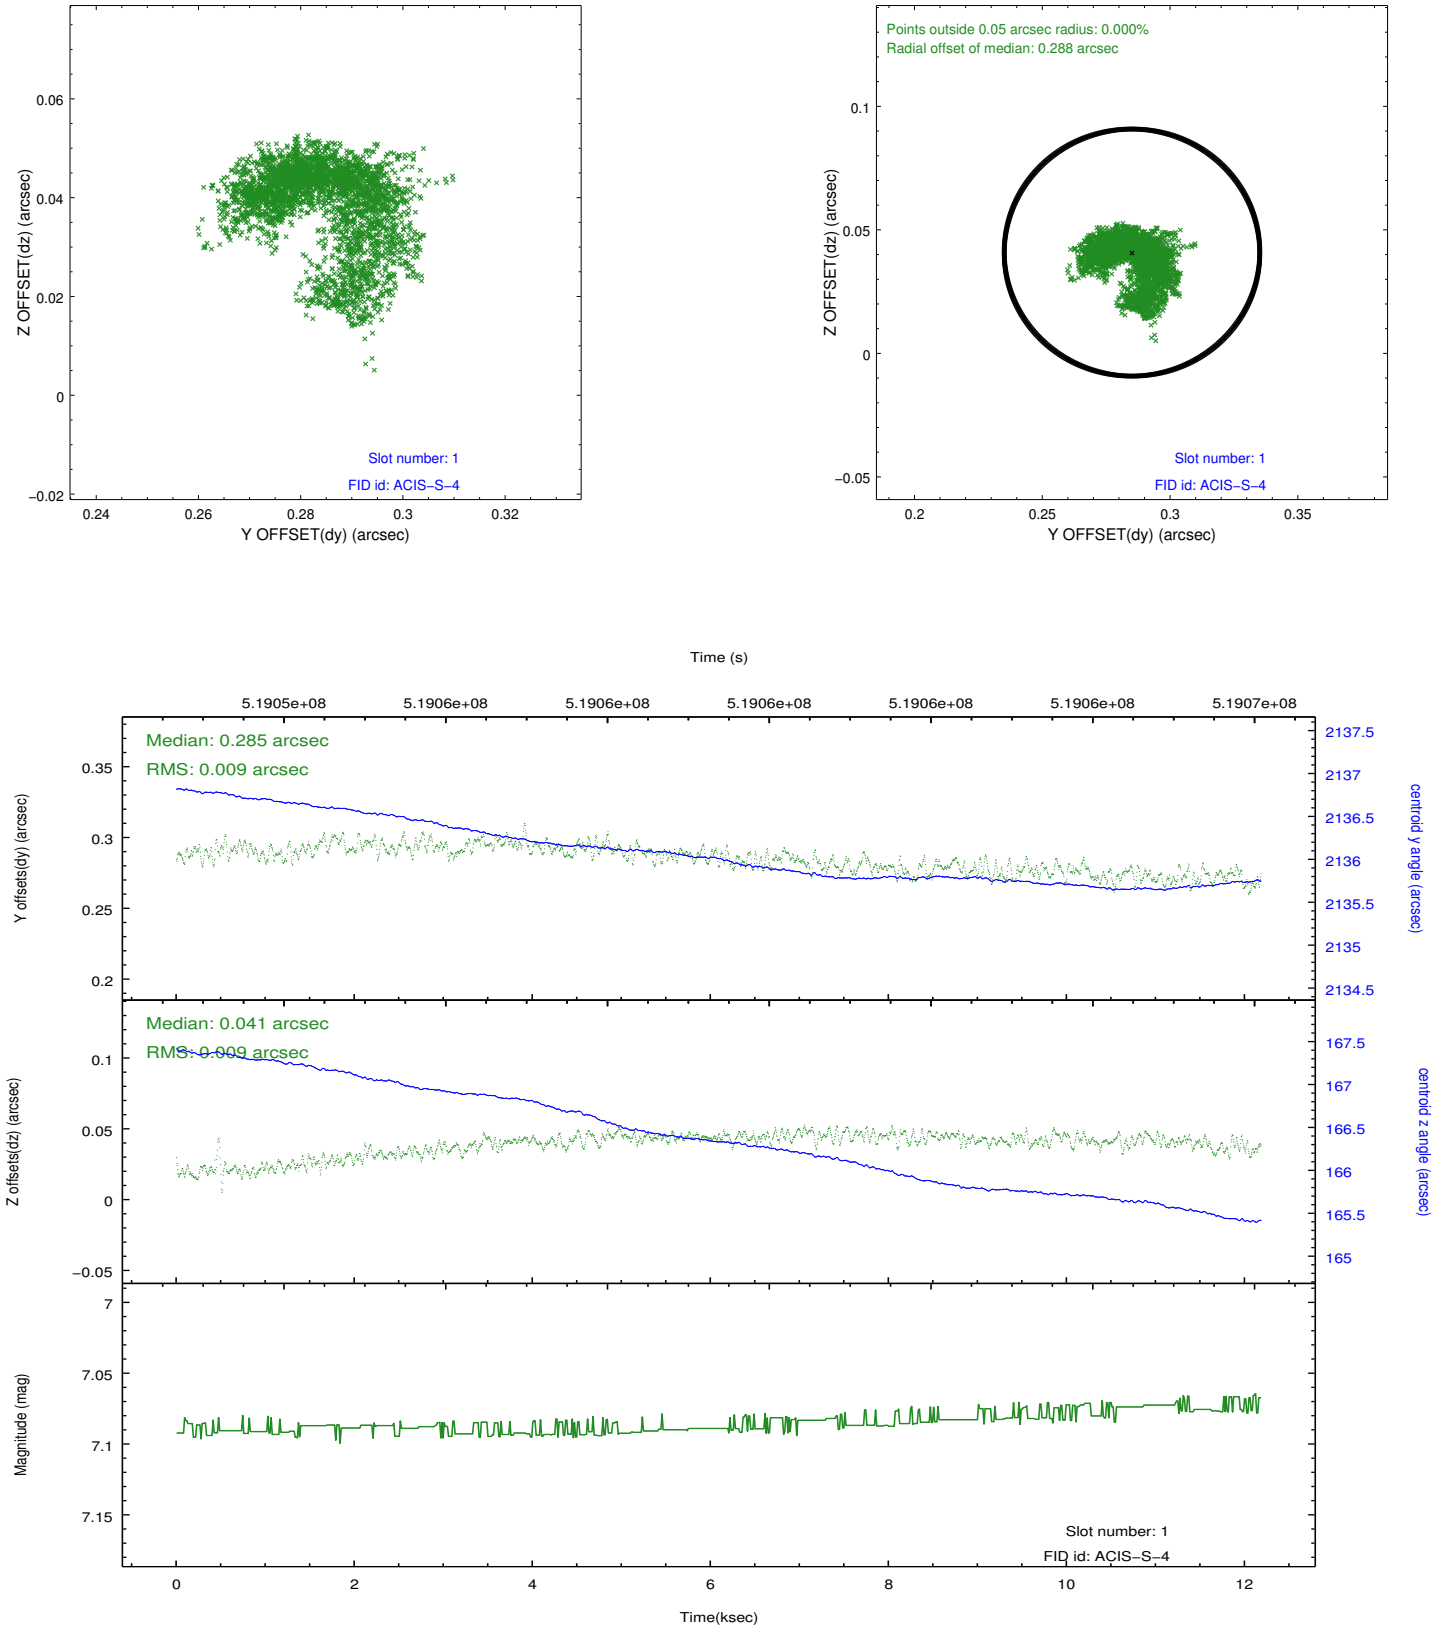 0.06
0.04
0.02
0
−0.02
0.24
0.26
0.28
0.3
0.32
Z OFFSET(dz) (arcsec)
Y OFFSET(dy) (arcsec)
Slot number: 1
FID id: ACIS−S−4
Points outside 0.05 arcsec radius: 0.000%
Radial offset of median: 0.288 arcsec
0.1
0.05
0
−0.05
0.2
0.25
0.3
0.35
Z OFFSET(dz) (arcsec)
Y OFFSET(dy) (arcsec)
Slot number: 1
FID id: ACIS−S−4
Time (s)
5.1905e+08
5.1906e+08
5.1906e+08
5.1906e+08
5.1906e+08
5.1906e+08
5.1907e+08
Median: 0.285 arcsec
RMS: 0.009 arcsec
0.35
0.3
0.25
0.2
Y offsets(dy) (arcsec)
2137.5
2137
2136.5
2136
2135.5
2135
2134.5
centroid y angle (arcsec)
Median: 0.041 arcsec
RMS: 0.009 arcsec
0.1
0.05
0
−0.05
Z offsets(dz) (arcsec)
167.5
167
166.5
166
165.5
165
centroid z angle (arcsec)
7
7.05
7.1
7.15
Magnitude (mag)
Slot number: 1
FID id: ACIS−S−4
0
2
4
6
8
10
12
Time(ksec)